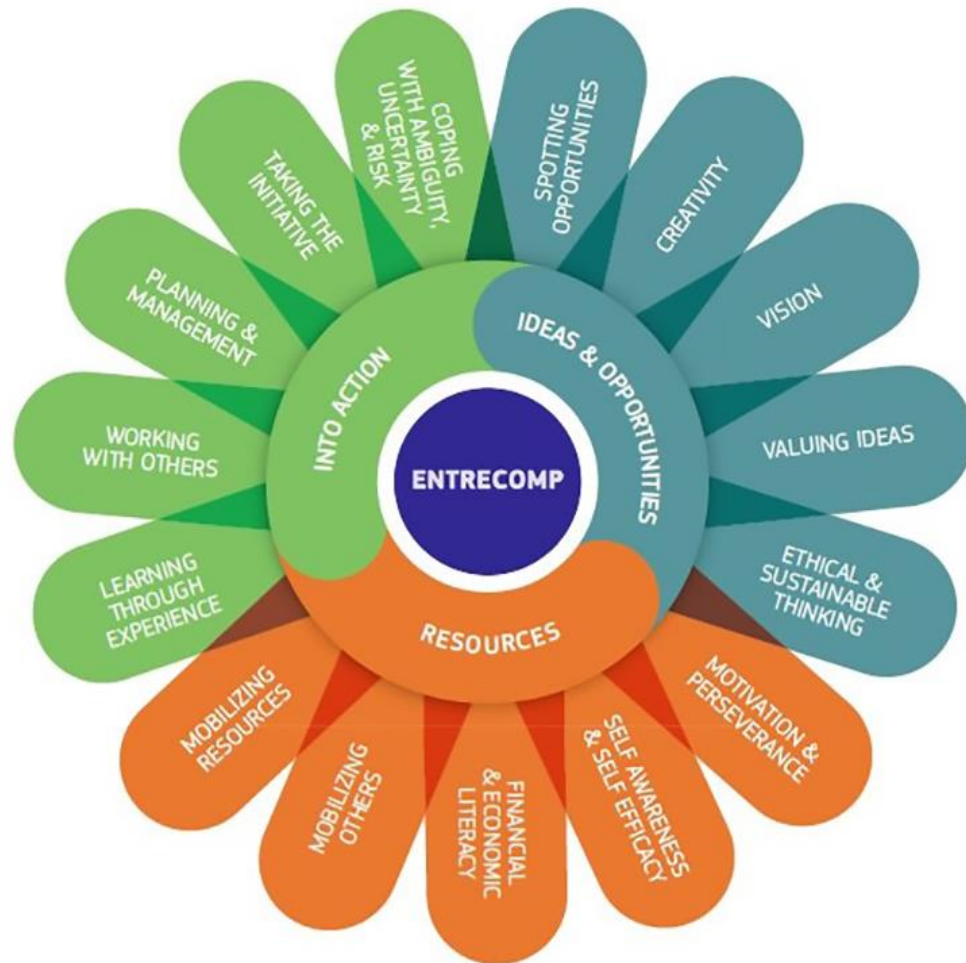 ENTRECOMP
IDEAS & OPPORTUNITIES
SPOTTING
OPPORTUNITIES
CREATIVITY
VISION
VALUING IDEAS
ETHICAL &
SUSTAINABLE
THINKING
RESOURCES
MOTIVATION &
PERSEVERANCE
SELF AWARENESS
& SELF EFFICACY
FINANCIAL
& ECONOMIC
LITERACY
MOBILIZING
OTHERS
MOBILIZING
RESOURCES
INTO ACTION
LEARNING
THROUGH
EXPERIENCE
WORKING
WITH OTHERS
PLANNING &
MANAGEMENT
TAKING THE
INITIATIVE
COPING
WITH AMBIGUITY,
UNCERTAINTY
& RISK